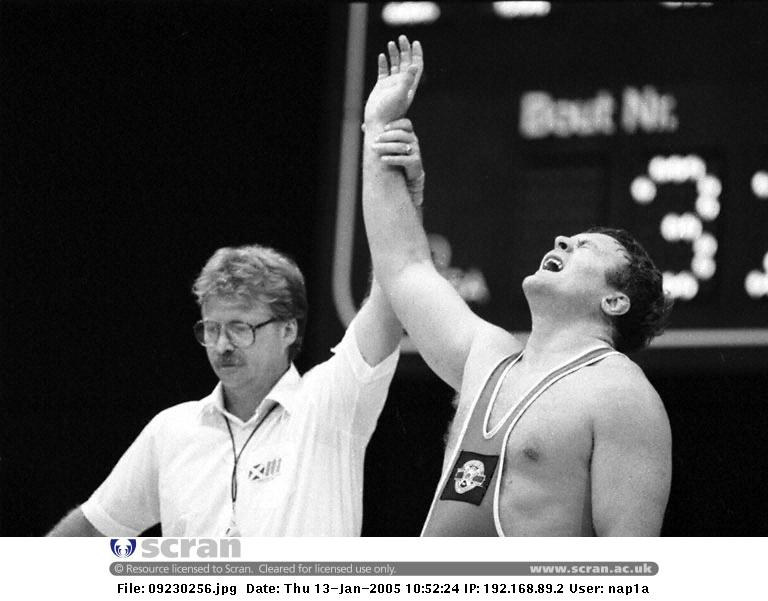 Bout Nr.
3
scran
© Resource licensed to Scran. Cleared for licensed use only. www.scran.ac.uk
File: 09230256.jpg Date: Thu 13-Jan-2005 10:52:24 IP: 192.168.89.2 User: nap1a